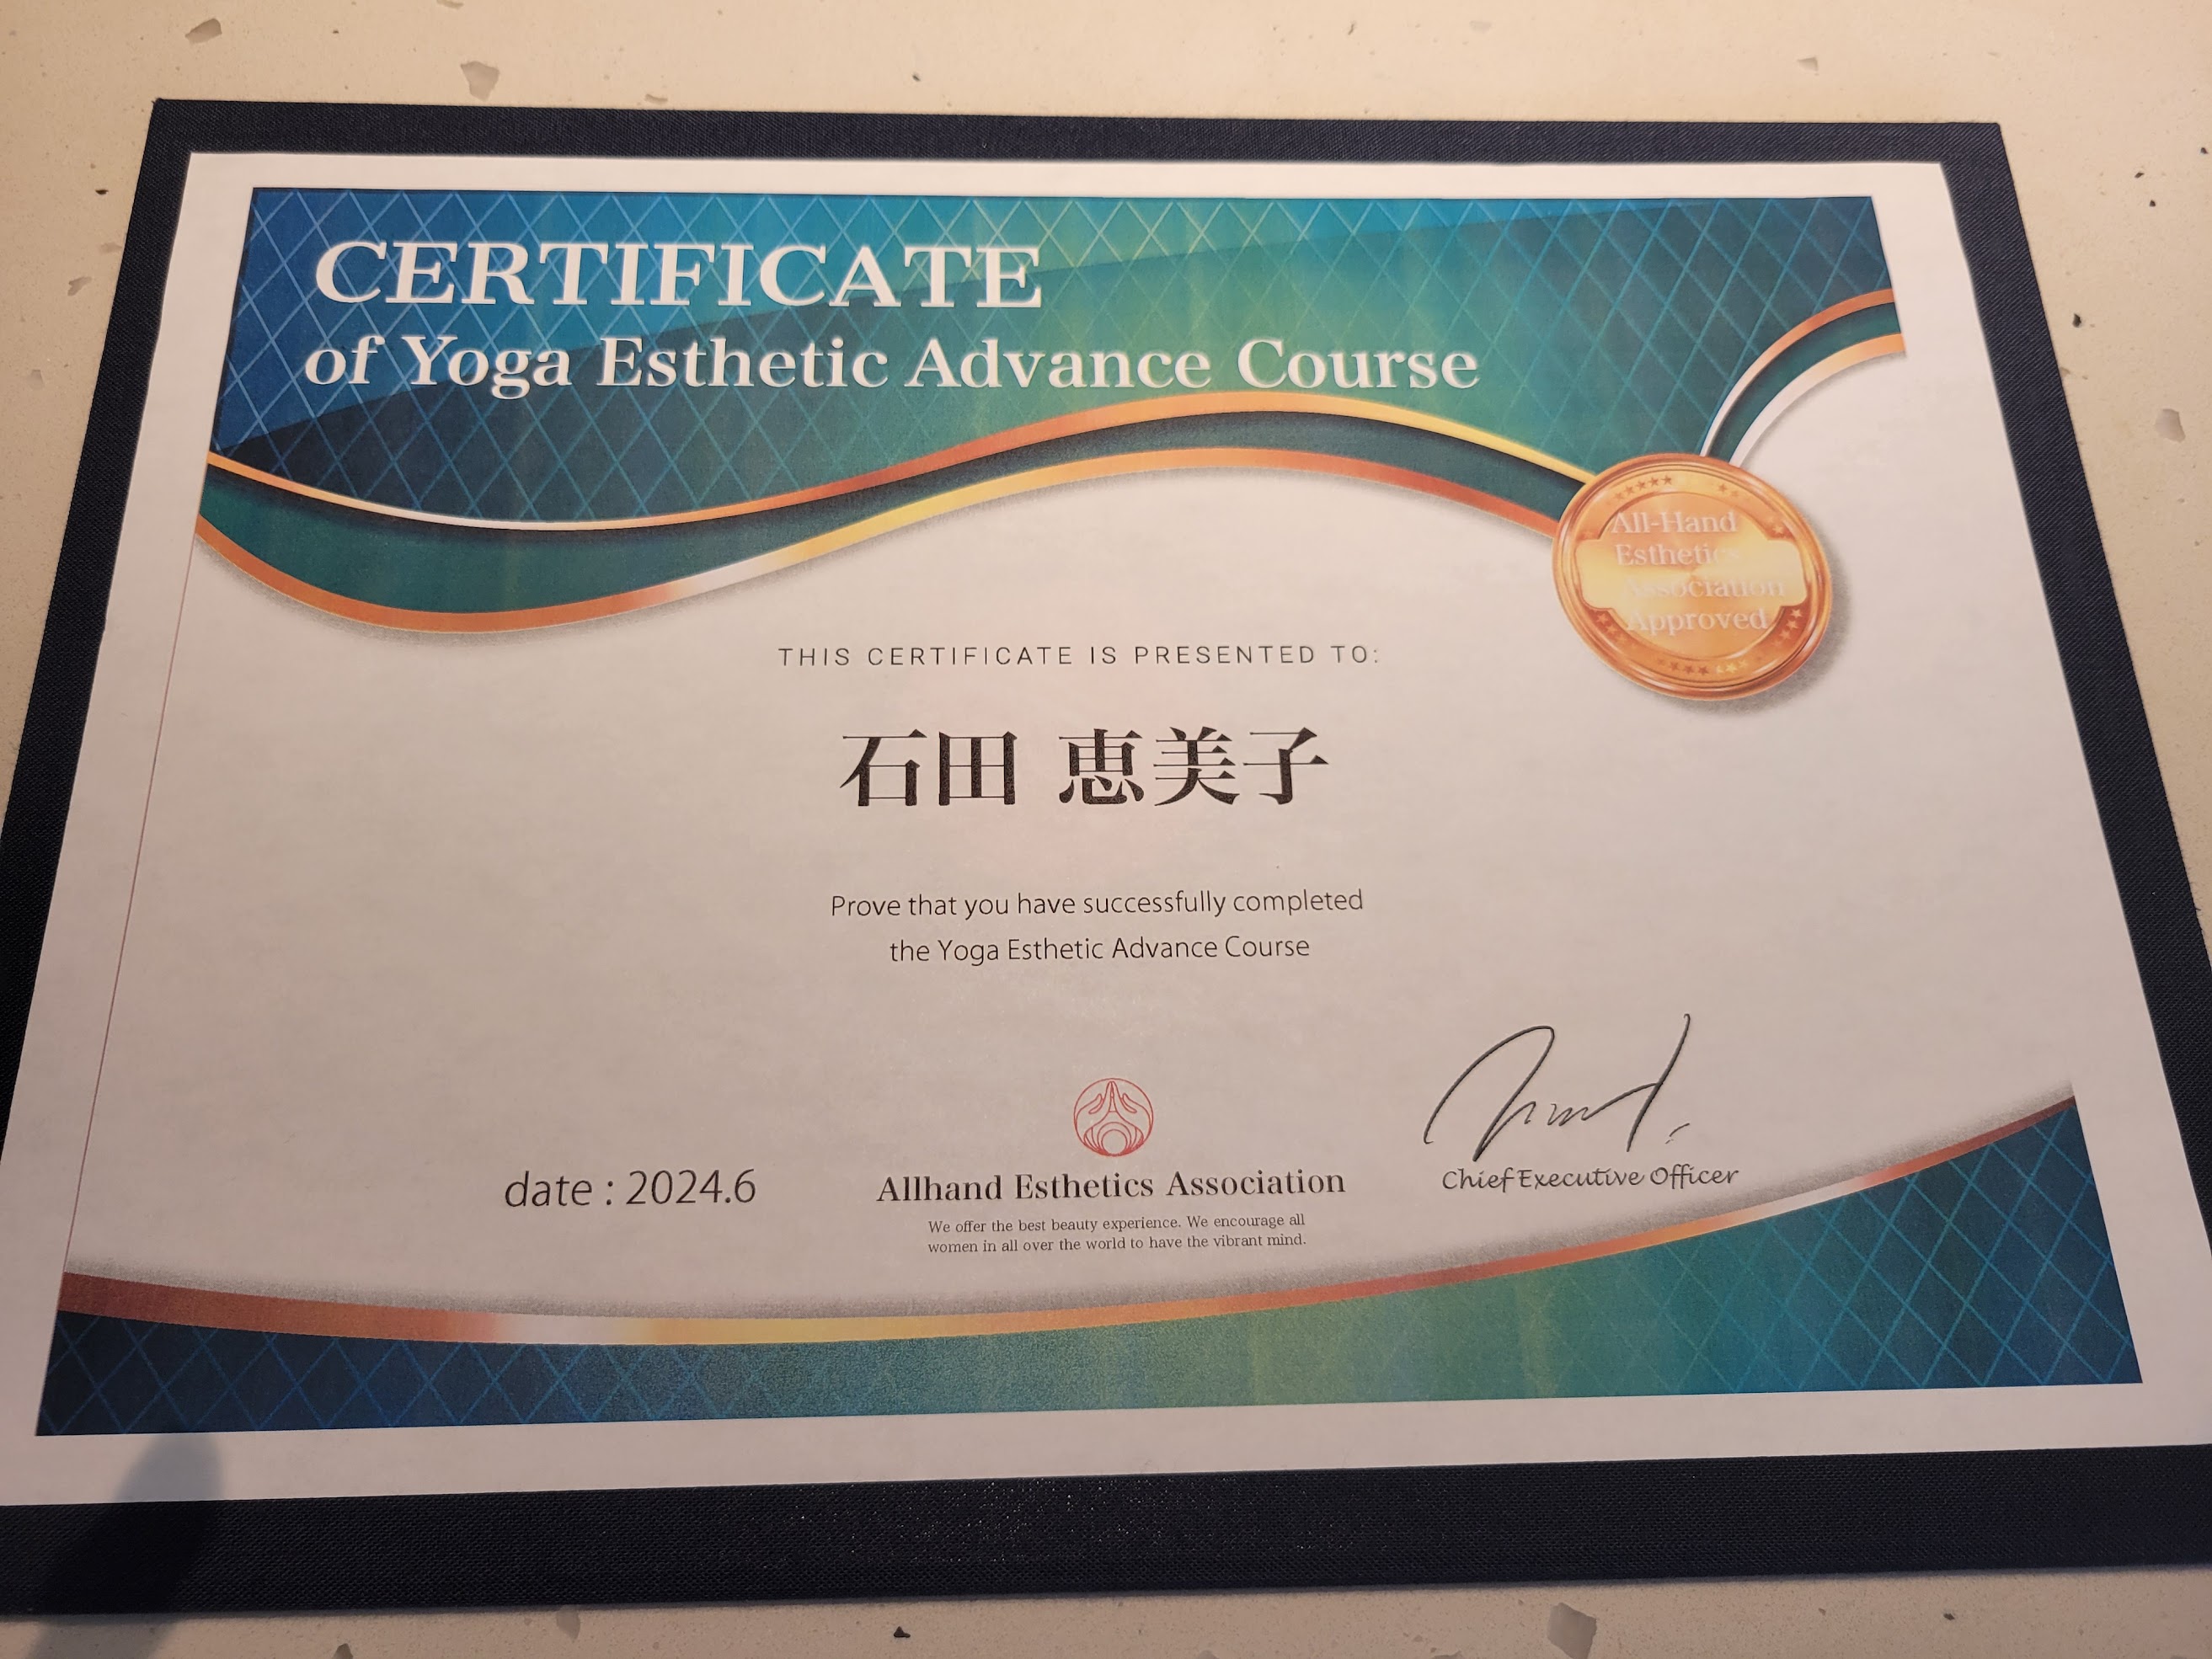 CERTIFICATE
of Yoga Esthetic Advance Course
All-Hand
Esthetics
Association
Approved
THIS CERTIFICATE IS PRESENTED TO:
石田 恵美子
Prove that you have successfully completed
the Yoga Esthetic Advance Course
date : 2024.6
Allhand Esthetics Association
We offer the best beauty experience. We encourage all
women in all over the world to have the vibrant mind.
Chief Executive Officer